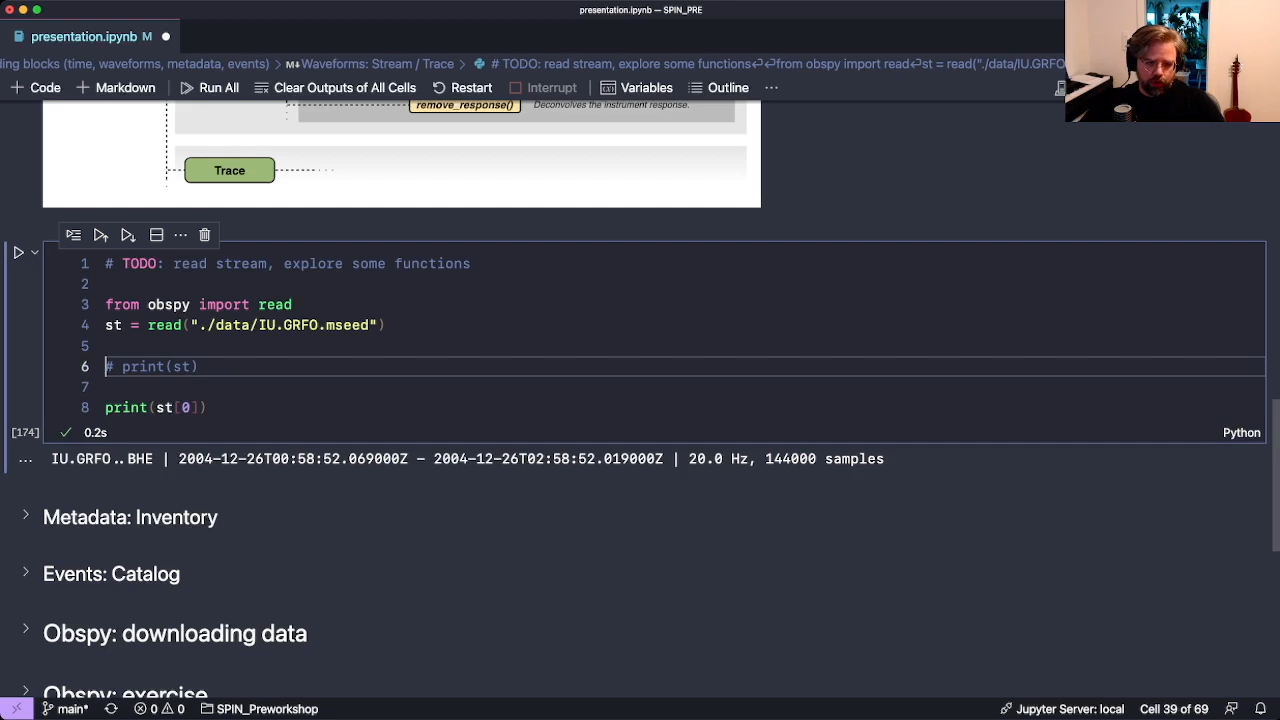 presentation.ipynb — SPIN_PRE
presentation.ipynb M
ding blocks (time, waveforms, metadata, events) > M Waveforms: Stream / Trace > # TODO: read stream, explore some functions↵↵from obspy import read↵st = read("./data/IU.GRFO
+ Code + Markdown Run All Clear Outputs of All Cells Restart Interrupt Variables Outline ...
remove_response() Deconvolves the instrument response.
Trace
1 # TODO: read stream, explore some functions
2
3 from obspy import read
4 st = read("./data/IU.GRFO.mseed")
5
6 # print(st)
7
8 print(st[0])
[174] 0.2s Python
... IU.GRFO..BHE | 2004-12-26T00:58:52.069000Z - 2004-12-26T02:58:52.019000Z | 20.0 Hz, 144000 samples
Metadata: Inventory
Events: Catalog
Obspy: downloading data
Obspy: exercise
main* 0 0 SPIN_Preworkshop Jupyter Server: local Cell 39 of 69